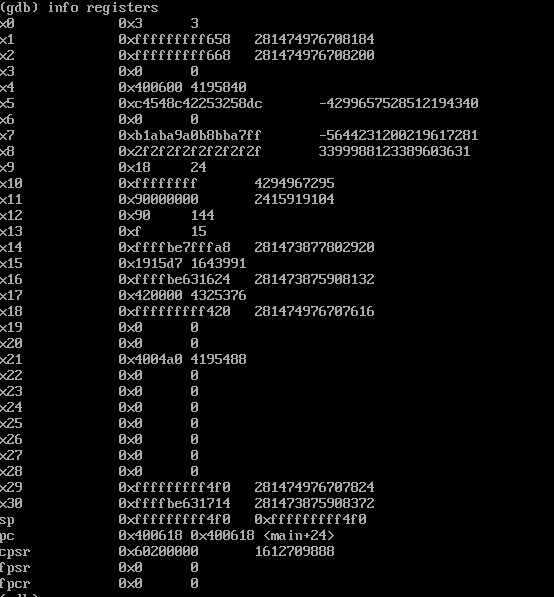 (gdb) info registers
x0 0x3 3
x1 0xfffffffff658 281474976708184
x2 0xfffffffff668 281474976708200
x3 0x0 0
x4 0x400600 4195840
x5 0xc4548c42253258dc -4299657528512194340
x6 0x0 0
x7 0xb1aba9a0b8bba7ff -5644231200219617281
x8 0x2f2f2f2f2f2f2f2f 3399988123389603631
x9 0x18 24
x10 0xffffffff 4294967295
x11 0x90000000 2415919104
x12 0x90 144
x13 0xf 15
x14 0xffffbe7fffa8 281473877802920
x15 0x1915d7 1643991
x16 0xffffbe631624 281473875908132
x17 0x420000 4325376
x18 0xfffffffff420 281474976707616
x19 0x0 0
x20 0x0 0
x21 0x4004a0 4195488
x22 0x0 0
x23 0x0 0
x24 0x0 0
x25 0x0 0
x26 0x0 0
x27 0x0 0
x28 0x0 0
x29 0xfffffffff4f0 281474976707824
x30 0xffffbe631714 281473875908372
sp 0xfffffffff4f0 0xfffffffff4f0
pc 0x400618 0x400618 <main+24>
cpsr 0x60200000 1612709888
fpsr 0x0 0
fpcr 0x0 0
(gdb)